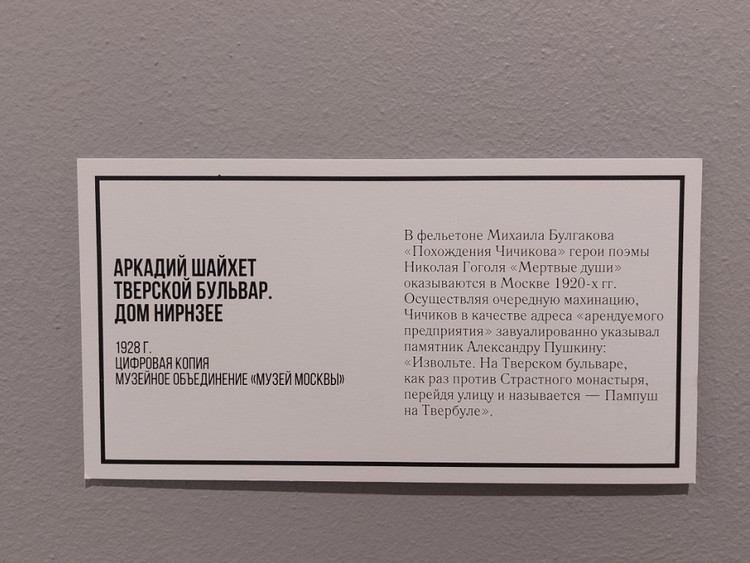 АРКАДИЙ ШАЙХЕТ
ТВЕРСКОЙ БУЛЬВАР.
ДОМ НИРНЗЕЕ
1928 Г.
ЦИФРОВАЯ КОПИЯ
МУЗЕЙНОЕ ОБЪЕДИНЕНИЕ «МУЗЕЙ МОСКВЫ»
В фельетоне Михаила Булгакова
«Похождения Чичикова» герои поэмы
Николая Гоголя «Мертвые души»
оказываются в Москве 1920-х гг.
Осуществляя очередную махинацию,
Чичиков в качестве адреса «арендуемого
предприятия» завуалированно указывал
памятник Александру Пушкину:
«Извольте. На Тверском бульваре,
как раз против Страстного монастыря,
перейдя улицу и называется — Пампуш
на Твербуле».